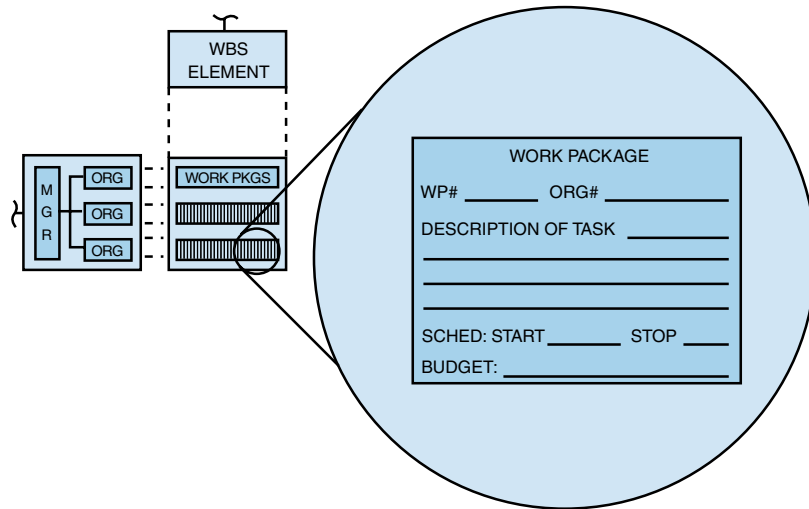 WBS
ELEMENT
M
G
R
ORG
ORG
ORG
WORK PKGS
WORK PACKAGE
WP# ORG#
DESCRIPTION OF TASK
SCHED: START STOP
BUDGET: